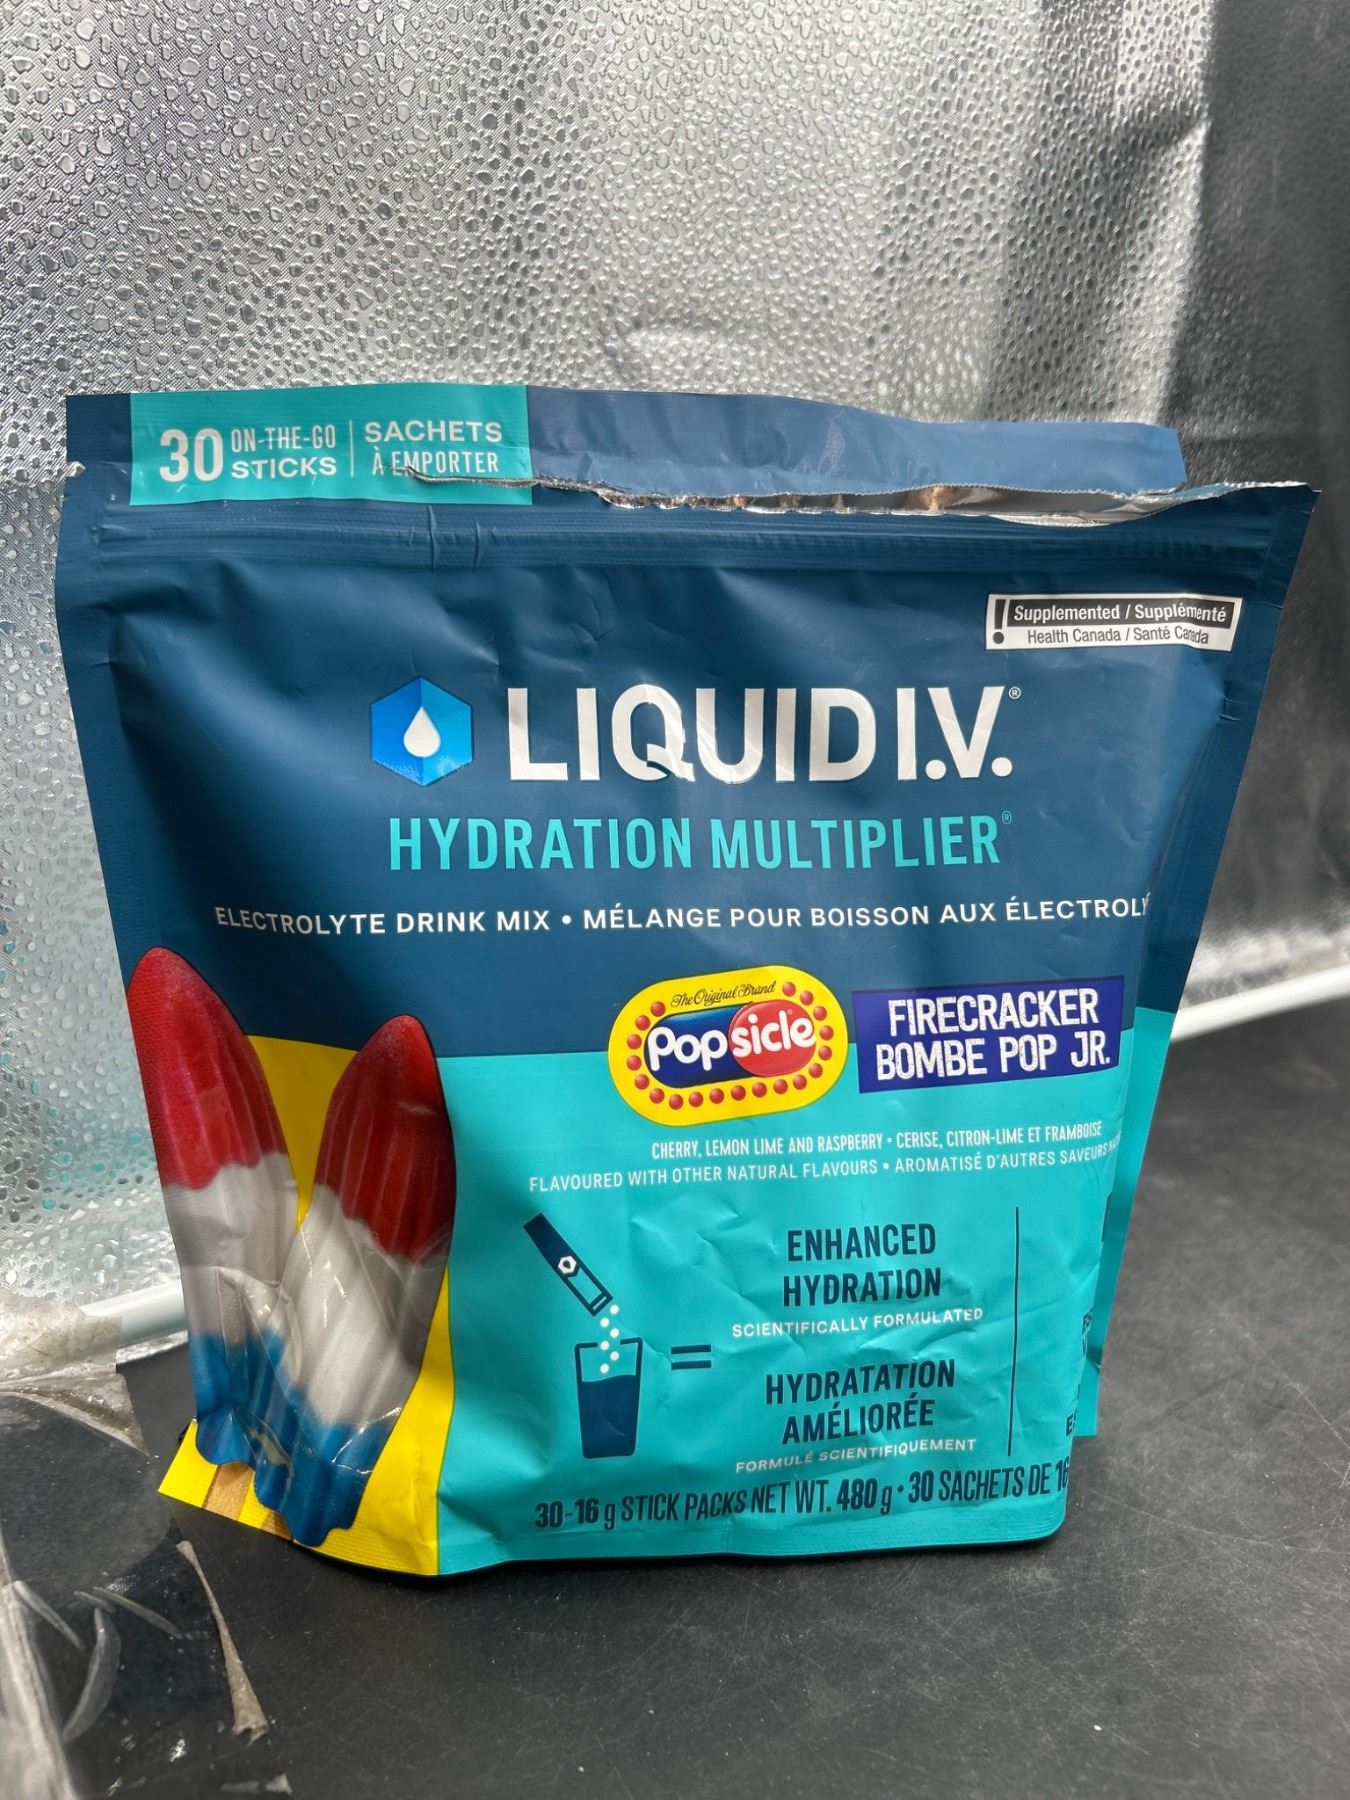 30 ON-THE-GO STICKS | SACHETS À EMPORTER
! Supplemented / Supplémenté
Health Canada / Santé Canada
LIQUID I.V.®
HYDRATION MULTIPLIER®
ELECTROLYTE DRINK MIX • MÉLANGE POUR BOISSON AUX
The Original Brand
Popsicle
FIRECRACKER
BOMBE POP JR.
CHERRY, LEMON LIME AND RASPBERRY • CERISE, CITRON-LIME ET FRAMBOISE
FLAVOURED WITH OTHER NATURAL FLAVOURS • AROMATISÉ D'AUTRES SAVEURS
ENHANCED
HYDRATION
SCIENTIFICALLY FORMULATED
=
HYDRATATION
AMÉLIORÉE
FORMULÉ SCIENTIFIQUEMENT
30-16 g STICK PACKS NET WT. 480 g • 30 SACHETS DE 16